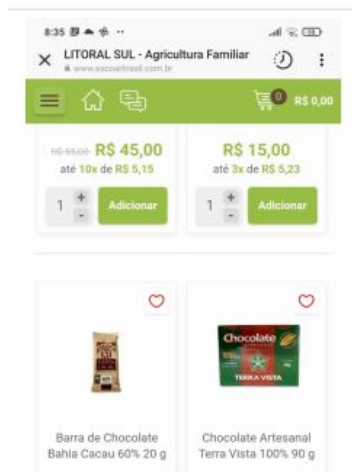 8:35
LITORAL SUL - Agricultura Familiar
www.escoarbrasil.com.br
0 R$ 0,00
R$ 45,00
até 10x de R$ 5,15
1 + - Adicionar
R$ 15,00
até 3x de R$ 5,23
1 + - Adicionar
Barra de Chocolate
Bahia Cacau 60% 20 g
Chocolate
TERRA VISTA
Chocolate Artesanal
Terra Vista 100% 90 g